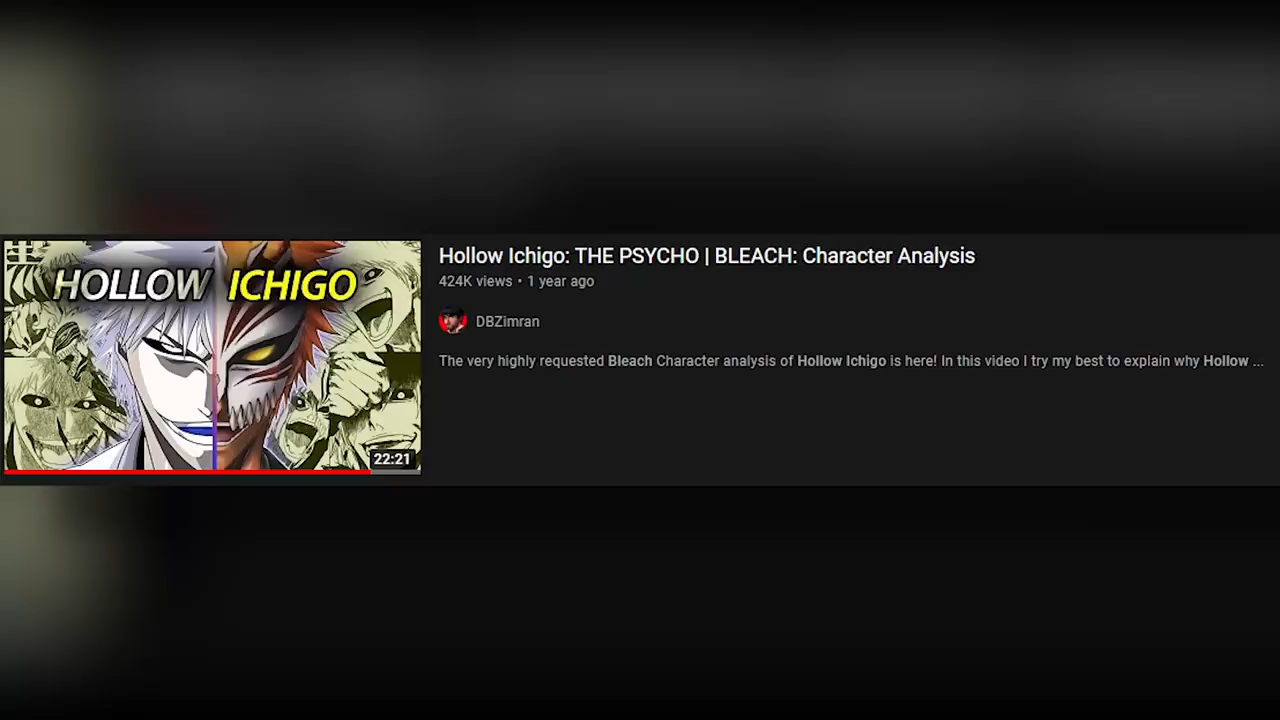 HOLLOW ICHIGO
22:21
Hollow Ichigo: THE PSYCHO | BLEACH: Character Analysis
424K views • 1 year ago
DBZimran
The very highly requested Bleach Character analysis of Hollow Ichigo is here! In this video I try my best to explain why Hollow ...